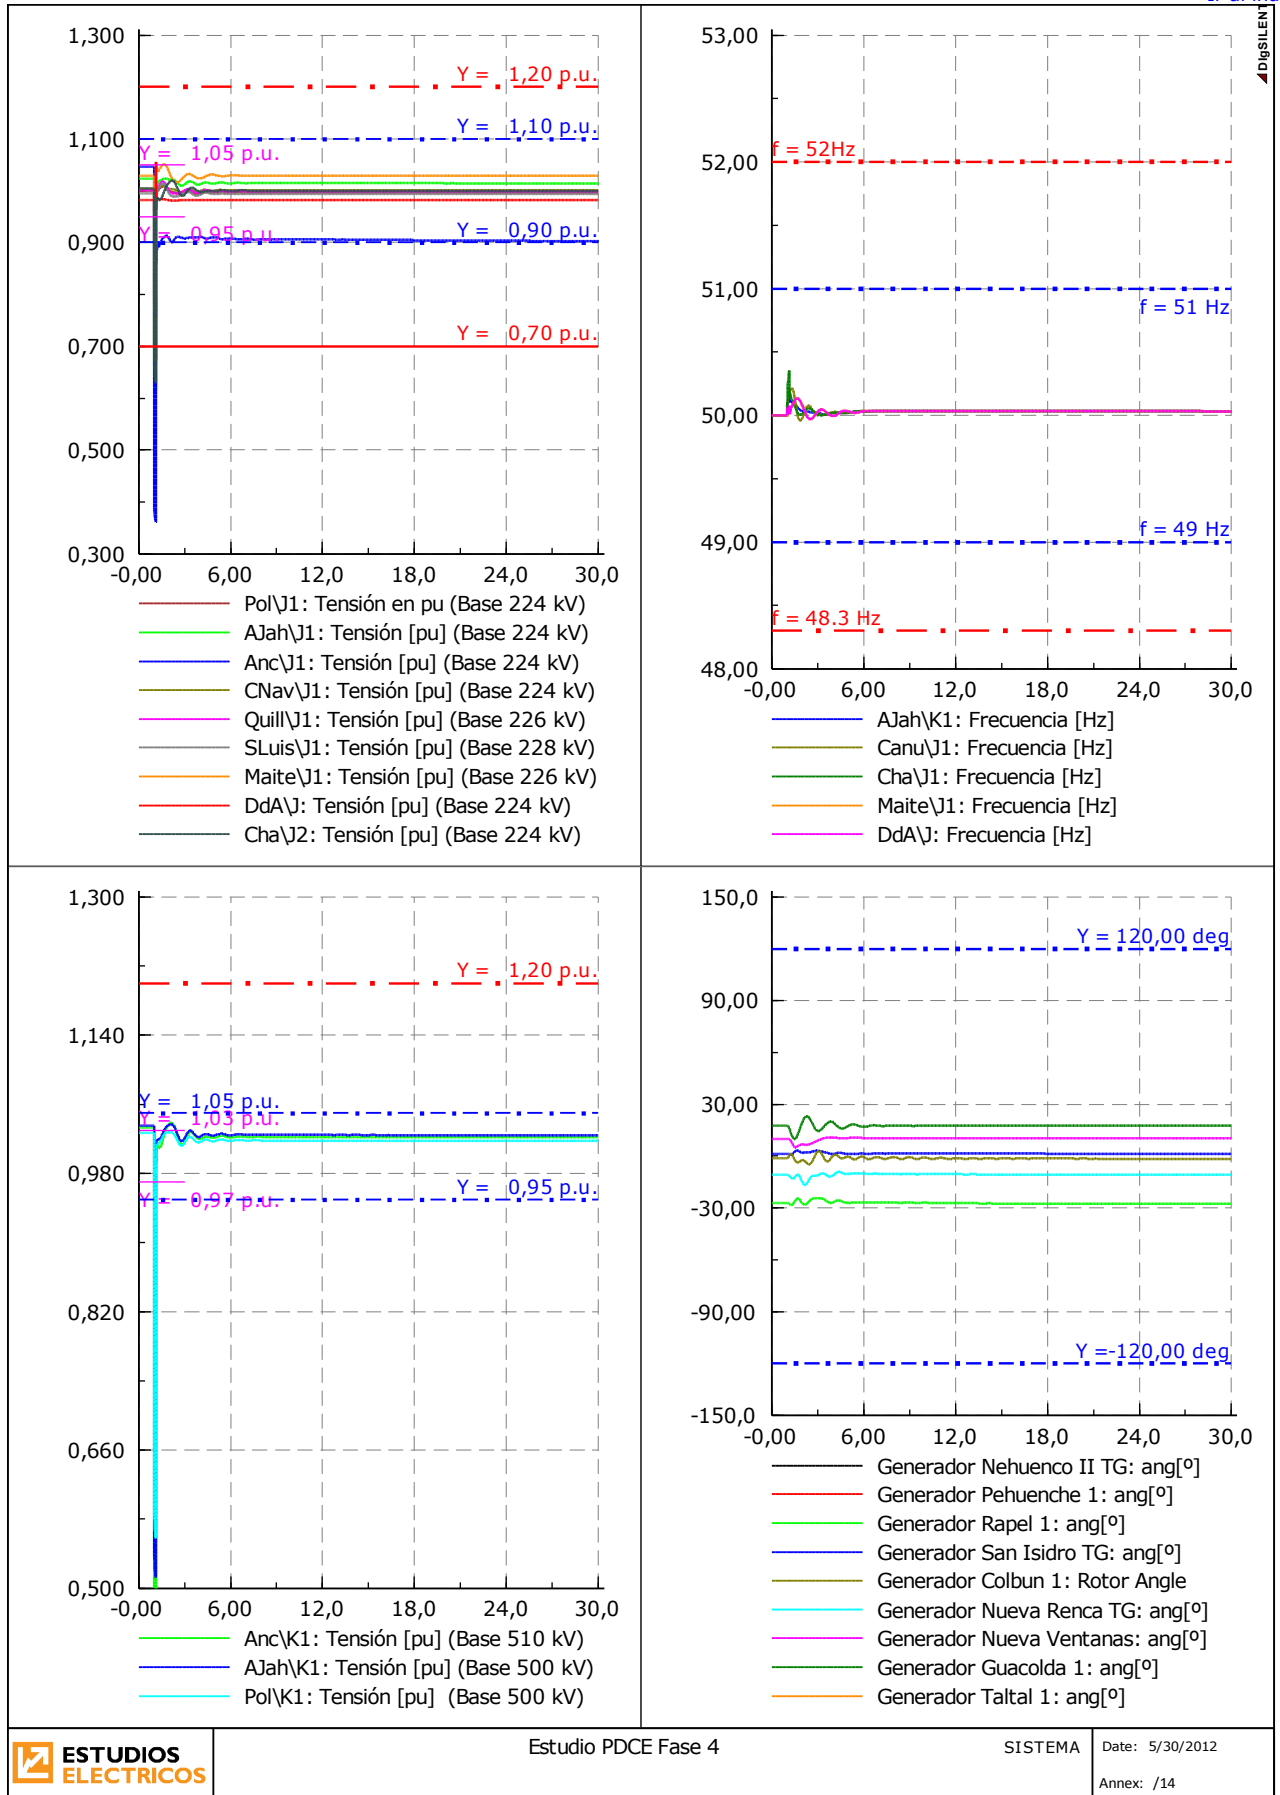 DIgSILENT
1,300
1,100
0,900
0,700
0,500
0,300
-0,00 6,00 12,0 18,0 24,0 30,0
Y = 1,20 p.u.
Y = 1,10 p.u.
Y = 1,05 p.u.
Y = 0,95 p.u.
Y = 0,90 p.u.
Y = 0,70 p.u.
Pol\J1: Tensión en pu (Base 224 kV)
AJah\J1: Tensión [pu] (Base 224 kV)
Anc\J1: Tensión [pu] (Base 224 kV)
CNav\J1: Tensión [pu] (Base 224 kV)
Quill\J1: Tensión [pu] (Base 226 kV)
SLuis\J1: Tensión [pu] (Base 228 kV)
Maite\J1: Tensión [pu] (Base 226 kV)
DdA\J: Tensión [pu] (Base 224 kV)
Cha\J2: Tensión [pu] (Base 224 kV)
53,00
52,00
51,00
50,00
49,00
48,00
-0,00 6,00 12,0 18,0 24,0 30,0
f = 52Hz
f = 51 Hz
f = 49 Hz
f = 48.3 Hz
AJah\K1: Frecuencia [Hz]
Canu\J1: Frecuencia [Hz]
Cha\J1: Frecuencia [Hz]
Maite\J1: Frecuencia [Hz]
DdA\J: Frecuencia [Hz]
1,300
1,140
0,980
0,820
0,660
0,500
-0,00 6,00 12,0 18,0 24,0 30,0
Y = 1,20 p.u.
Y = 1,05 p.u.
Y = 1,03 p.u.
Y = 0,97 p.u.
Y = 0,95 p.u.
Anc\K1: Tensión [pu] (Base 510 kV)
AJah\K1: Tensión [pu] (Base 500 kV)
Pol\K1: Tensión [pu] (Base 500 kV)
150,0
90,00
30,00
-30,00
-90,00
-150,0
-0,00 6,00 12,0 18,0 24,0 30,0
Y = 120,00 deg
Y =-120,00 deg
Generador Nehuenco II TG: ang[º]
Generador Pehuenche 1: ang[º]
Generador Rapel 1: ang[º]
Generador San Isidro TG: ang[º]
Generador Colbun 1: Rotor Angle
Generador Nueva Renca TG: ang[º]
Generador Nueva Ventanas: ang[º]
Generador Guacolda 1: ang[º]
Generador Taltal 1: ang[º]
ESTUDIOS
ELECTRICOS
Estudio PDCE Fase 4
SISTEMA
Date: 5/30/2012
Annex: /14